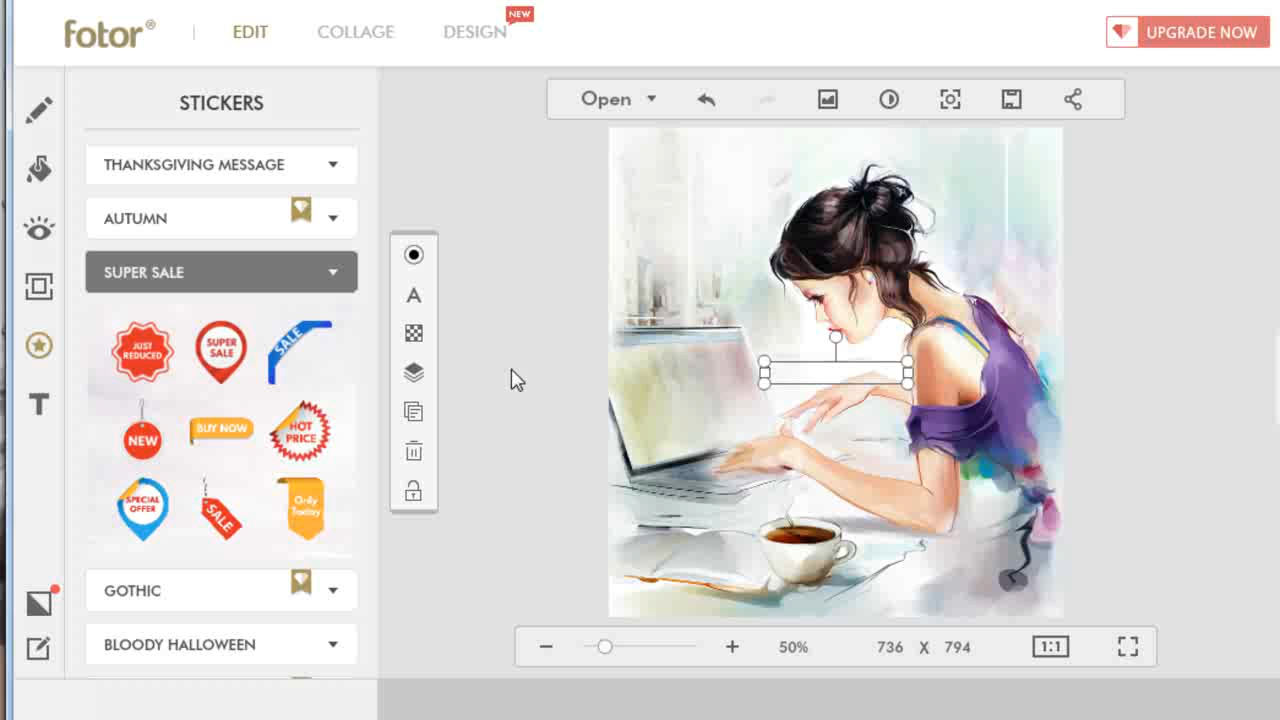 fotor®
EDIT
COLLAGE
DESIGN
NEW
UPGRADE NOW
STICKERS
Open
THANKSGIVING MESSAGE
AUTUMN
SUPER SALE
JUST
REDUCED
SUPER
SALE
SALE
NEW
BUY NOW
HOT
PRICE
SPECIAL
OFFER
SALE
Only
Today
GOTHIC
BLOODY HALLOWEEN
A
T
50%
736 X 794
1:1